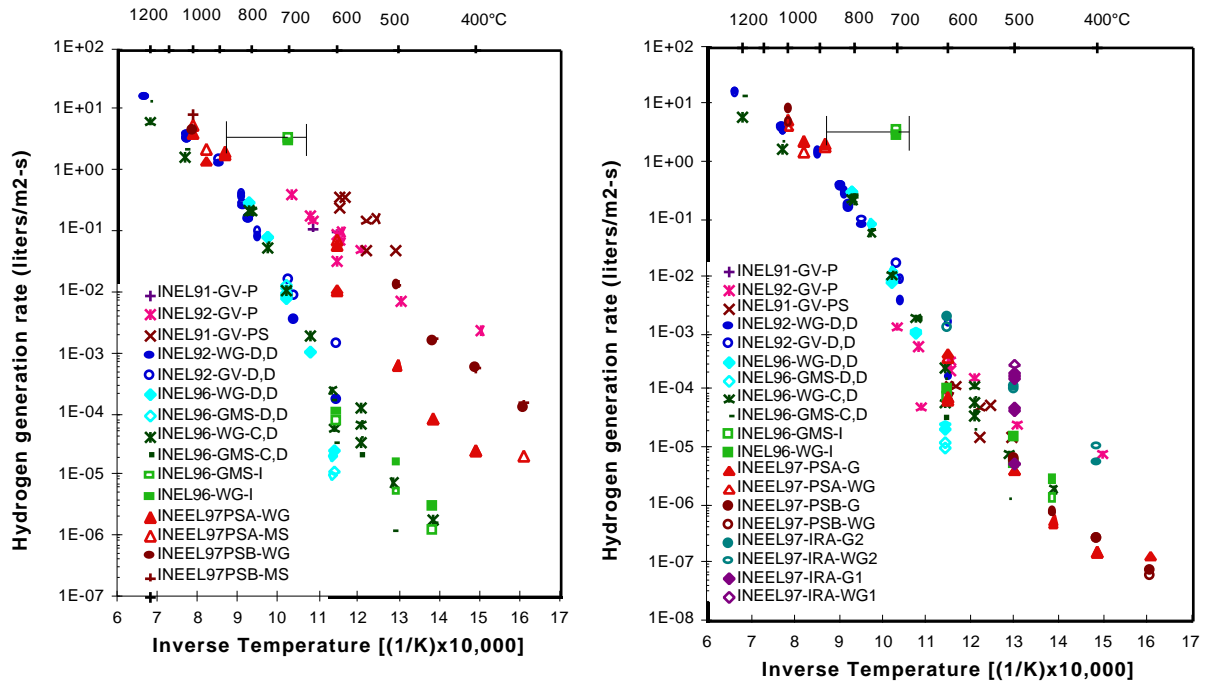 1200 1000 800 700 600 500 400°C
1E+02
1E+01
1E+00
1E-01
1E-02
1E-03
1E-04
1E-05
1E-06
1E-07
Hydrogen generation rate (liters/m2-s)
INEL91-GV-P
INEL92-GV-P
INEL91-GV-PS
INEL92-WG-D,D
INEL92-GV-D,D
INEL96-WG-D,D
INEL96-GMS-D,D
INEL96-WG-C,D
INEL96-GMS-C,D
INEL96-GMS-I
INEL96-WG-I
INEEL97PSA-WG
INEEL97PSA-MS
INEEL97PSB-WG
INEEL97PSB-MS
6 7 8 9 10 11 12 13 14 15 16 17
Inverse Temperature [(1/K)x10,000]
1200 1000 800 700 600 500 400°C
1E+02
1E+01
1E+00
1E-01
1E-02
1E-03
1E-04
1E-05
1E-06
1E-07
1E-08
Hydrogen generation rate (liters/m2-s)
INEL91-GV-P
INEL92-GV-P
INEL91-GV-PS
INEL92-WG-D,D
INEL92-GV-D,D
INEL96-WG-D,D
INEL96-GMS-D,D
INEL96-WG-C,D
INEL96-GMS-C,D
INEL96-GMS-I
INEL96-WG-I
INEEL97-PSA-G
INEEL97-PSA-WG
INEEL97-PSB-G
INEEL97-PSB-WG
INEEL97-IRA-G2
INEEL97-IRA-WG2
INEEL97-IRA-G1
INEEL97-IRA-WG1
6 7 8 9 10 11 12 13 14 15 16 17
Inverse Temperature [(1/K)x10,000]